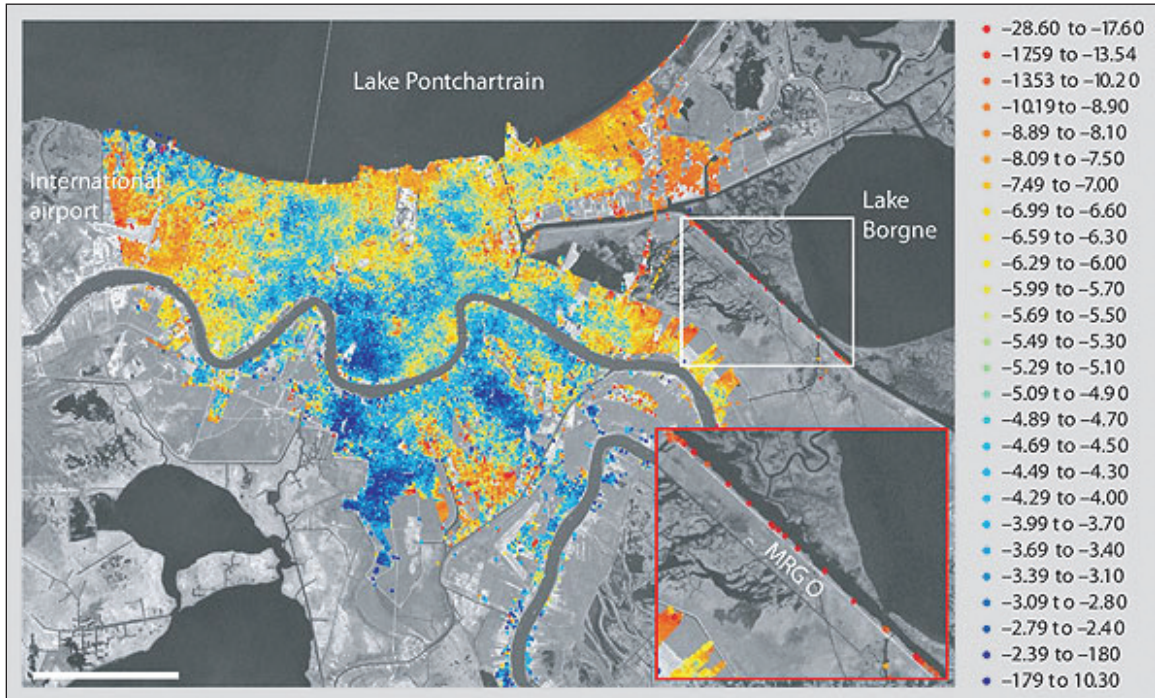 Lake Pontchartrain
International
airport
Lake
Borgne
MRGO
−28.60 to −17.60
−17.59 to −13.54
−13.53 to −10.20
−10.19 to −8.90
−8.89 to −8.10
−8.09 to −7.50
−7.49 to −7.00
−6.99 to −6.60
−6.59 to −6.30
−6.29 to −6.00
−5.99 to −5.70
−5.69 to −5.50
−5.49 to −5.30
−5.29 to −5.10
−5.09 to −4.90
−4.89 to −4.70
−4.69 to −4.50
−4.49 to −4.30
−4.29 to −4.00
−3.99 to −3.70
−3.69 to −3.40
−3.39 to −3.10
−3.09 to −2.80
−2.79 to −2.40
−2.39 to −180
−179 to 10.30